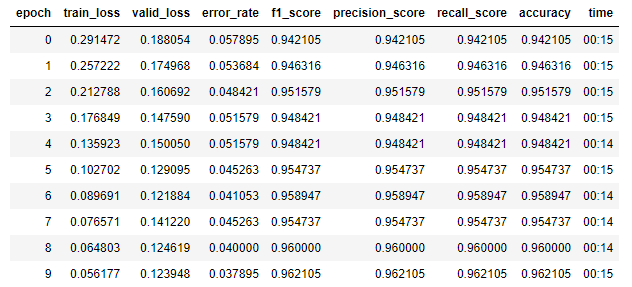 epoch train_loss valid_loss error_rate f1_score precision_score recall_score accuracy time
0 0.291472 0.188054 0.057895 0.942105 0.942105 0.942105 0.942105 00:15
1 0.257222 0.174968 0.053684 0.946316 0.946316 0.946316 0.946316 00:15
2 0.212788 0.160692 0.048421 0.951579 0.951579 0.951579 0.951579 00:15
3 0.176849 0.147590 0.051579 0.948421 0.948421 0.948421 0.948421 00:15
4 0.135923 0.150050 0.051579 0.948421 0.948421 0.948421 0.948421 00:14
5 0.102702 0.129095 0.045263 0.954737 0.954737 0.954737 0.954737 00:15
6 0.089691 0.121884 0.041053 0.958947 0.958947 0.958947 0.958947 00:14
7 0.076571 0.141220 0.045263 0.954737 0.954737 0.954737 0.954737 00:14
8 0.064803 0.124619 0.040000 0.960000 0.960000 0.960000 0.960000 00:14
9 0.056177 0.123948 0.037895 0.962105 0.962105 0.962105 0.962105 00:15